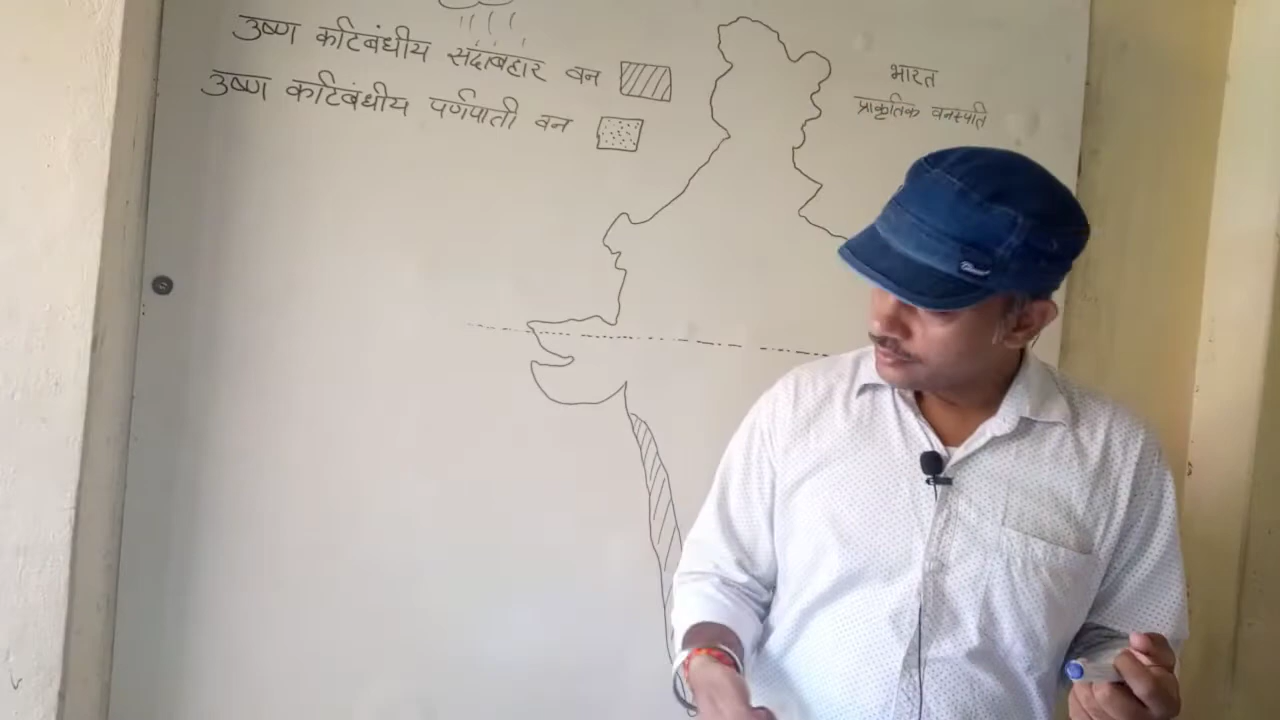 उष्ण कटिबंधीय सदाबहार वन
उष्ण कटिबंधीय पर्णपाती वन
भारत
प्राकृतिक वनस्पति